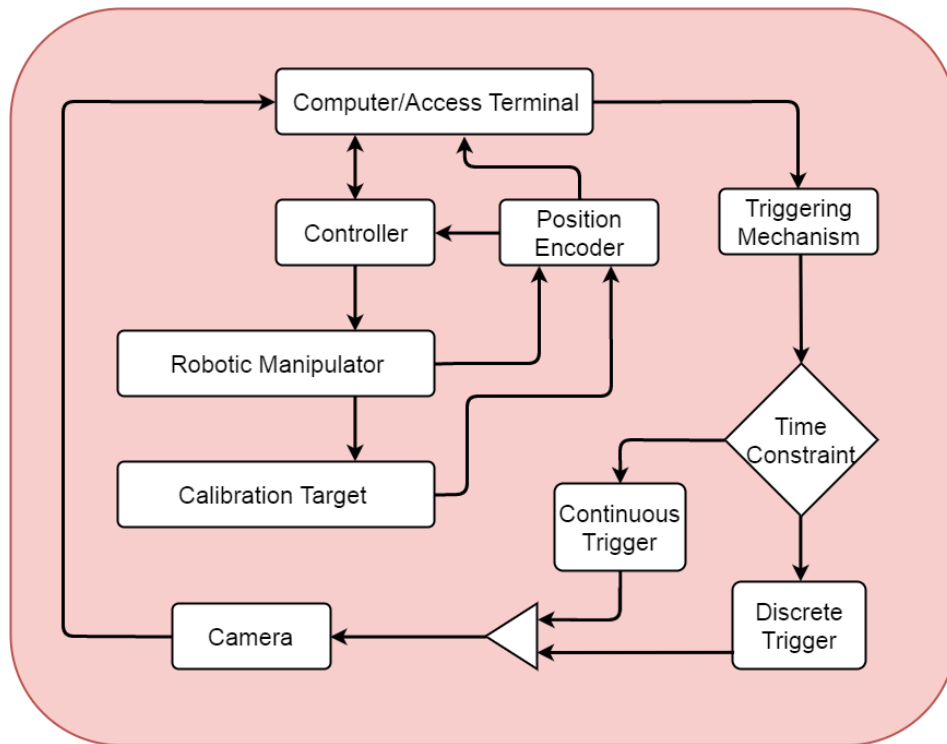 Computer/Access Terminal
Controller
Position
Encoder
Triggering
Mechanism
Robotic Manipulator
Time
Constraint
Calibration Target
Continuous
Trigger
Discrete
Trigger
Camera